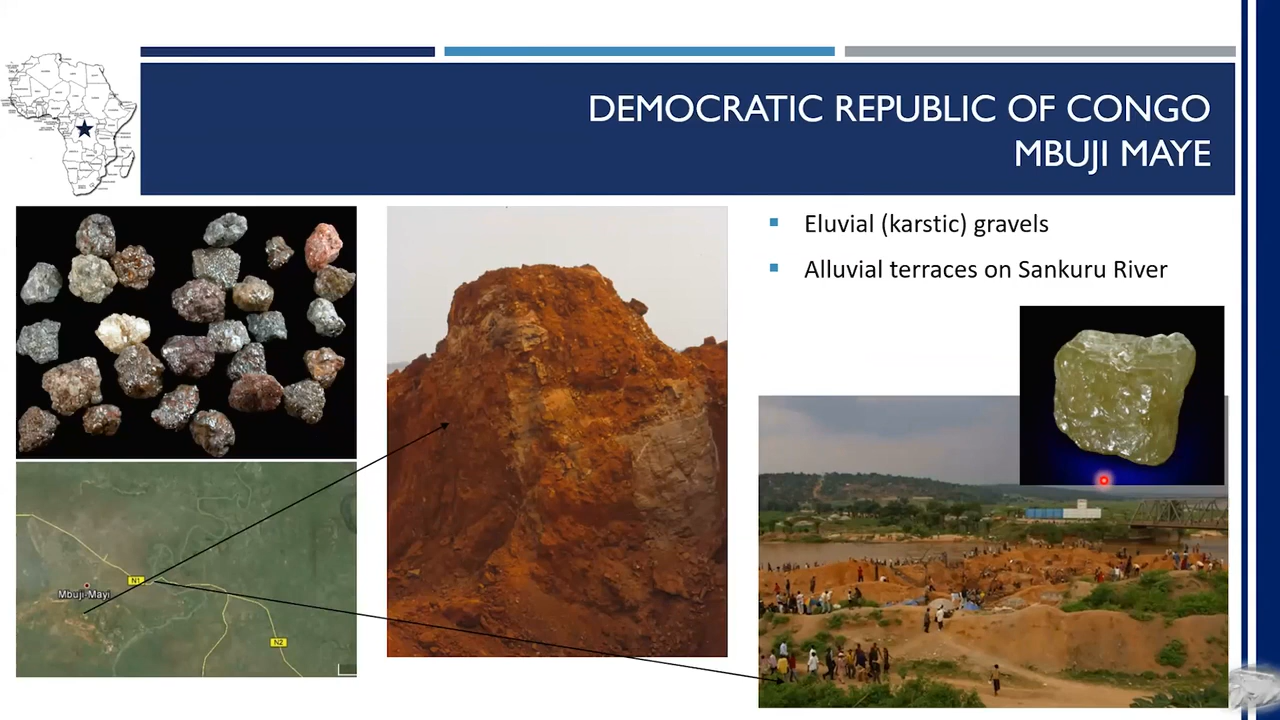 DEMOCRATIC REPUBLIC OF CONGO
MBUJI MAYE
Eluvial (karstic) gravels
Alluvial terraces on Sankuru River
N1
Mbuji-Mayi
N2